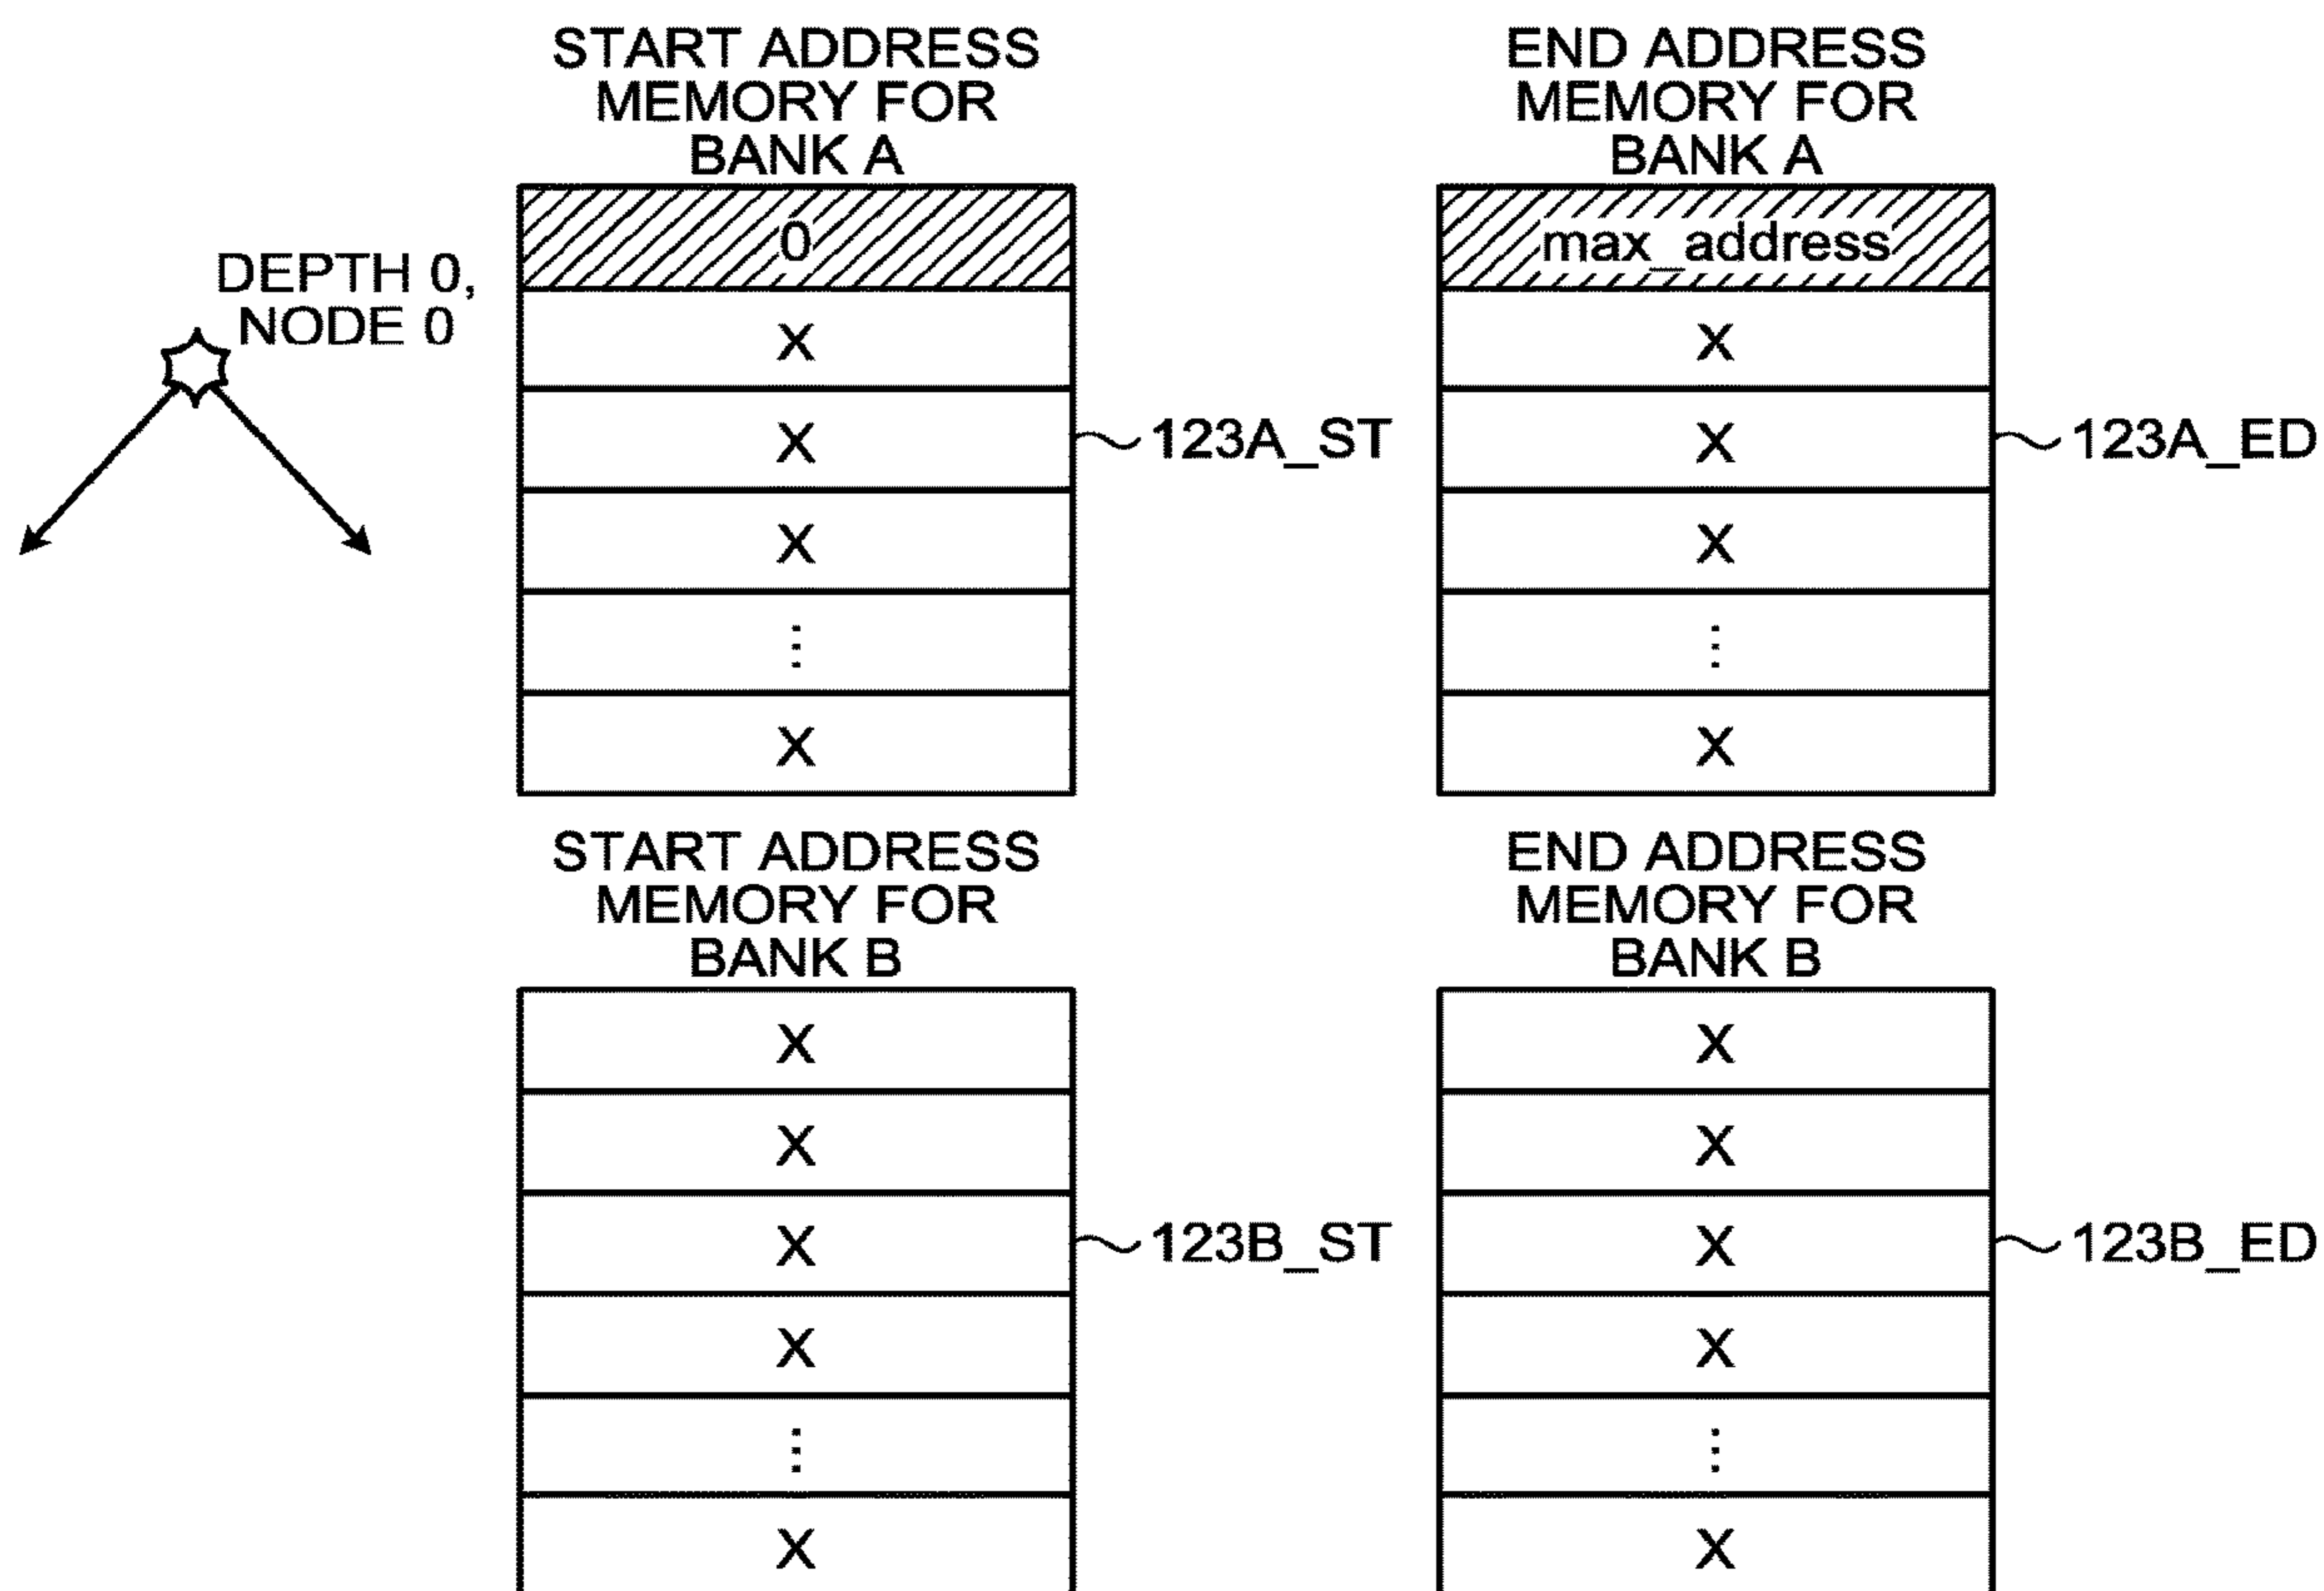 START ADDRESS
MEMORY FOR
BANK A
END ADDRESS
MEMORY FOR
BANK A
DEPTH 0,
NODE 0
0
X
X
X
⋮
X
123A_ST
max_address
X
X
X
⋮
X
123A_ED
START ADDRESS
MEMORY FOR
BANK B
END ADDRESS
MEMORY FOR
BANK B
X
X
X
X
⋮
X
123B_ST
X
X
X
X
⋮
X
123B_ED